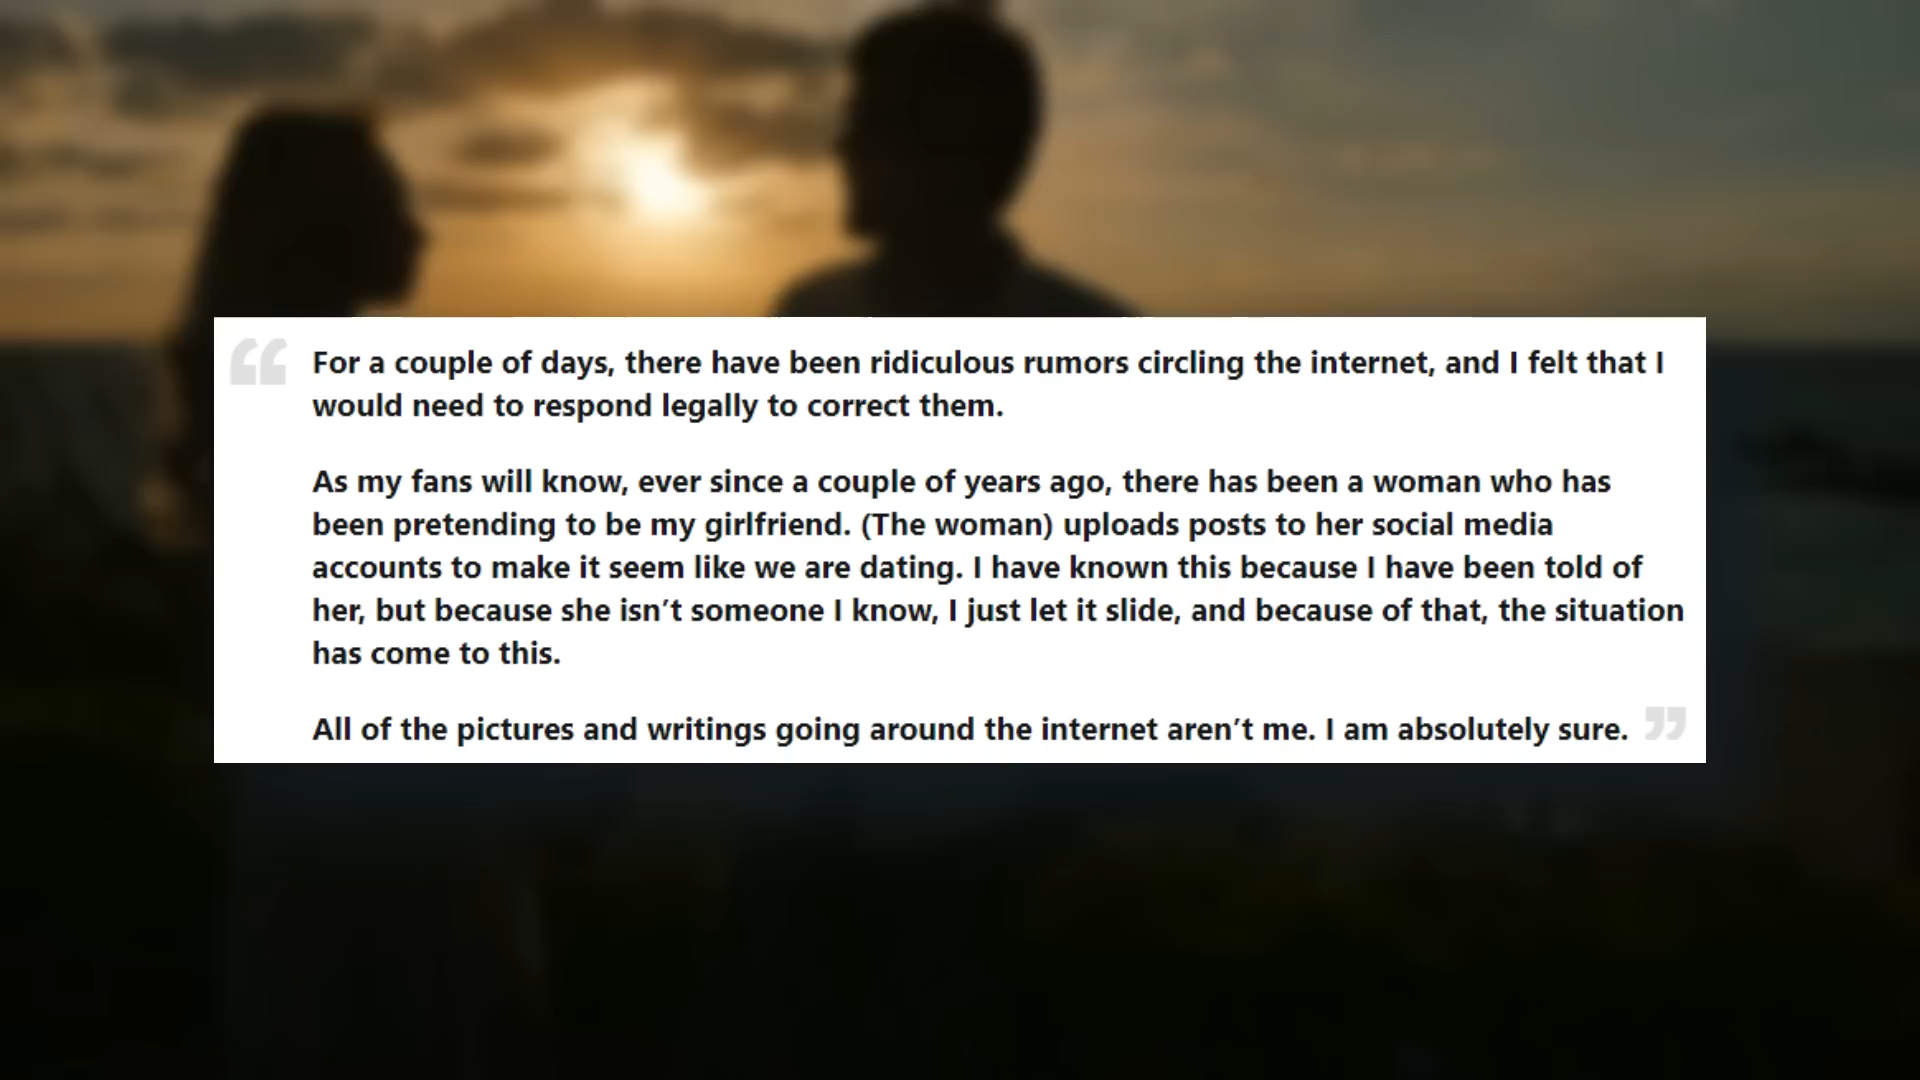 “
For a couple of days, there have been ridiculous rumors circling the internet, and I felt that I
would need to respond legally to correct them.
As my fans will know, ever since a couple of years ago, there has been a woman who has
been pretending to be my girlfriend. (The woman) uploads posts to her social media
accounts to make it seem like we are dating. I have known this because I have been told of
her, but because she isn’t someone I know, I just let it slide, and because of that, the situation
has come to this.
All of the pictures and writings going around the internet aren’t me. I am absolutely sure. ”